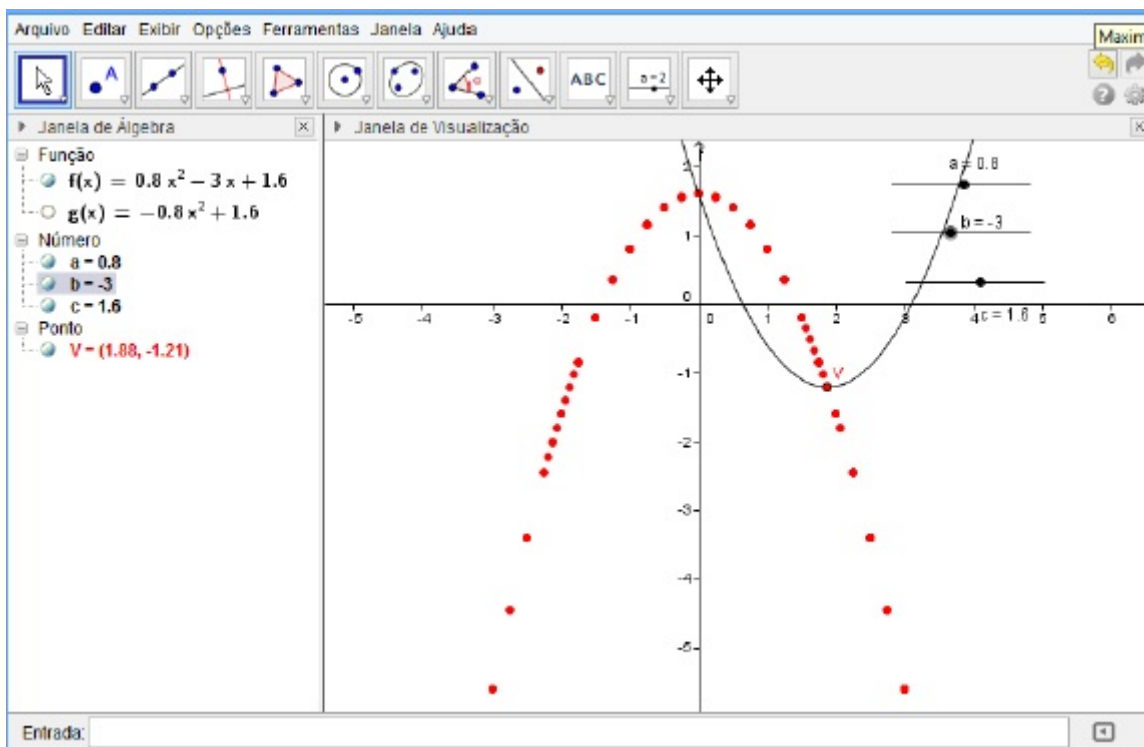 Arquivo Editar Exibir Opções Ferramentas Janela Ajuda
Maxim
A
ABC
a=2
Janela de Álgebra
Janela de Visualização
Função
f(x) = 0.8 x² − 3 x + 1.6
g(x) = −0.8 x² + 1.6
Número
a = 0.8
b = -3
c = 1.6
Ponto
V = (1.88, -1.21)
a = 0.8
b = -3
c = 1.6
V
2
1
0
-1
-2
-3
-4
-5
-5 -4 -3 -2 -1 0 1 2 3 4 5 6
Entrada: